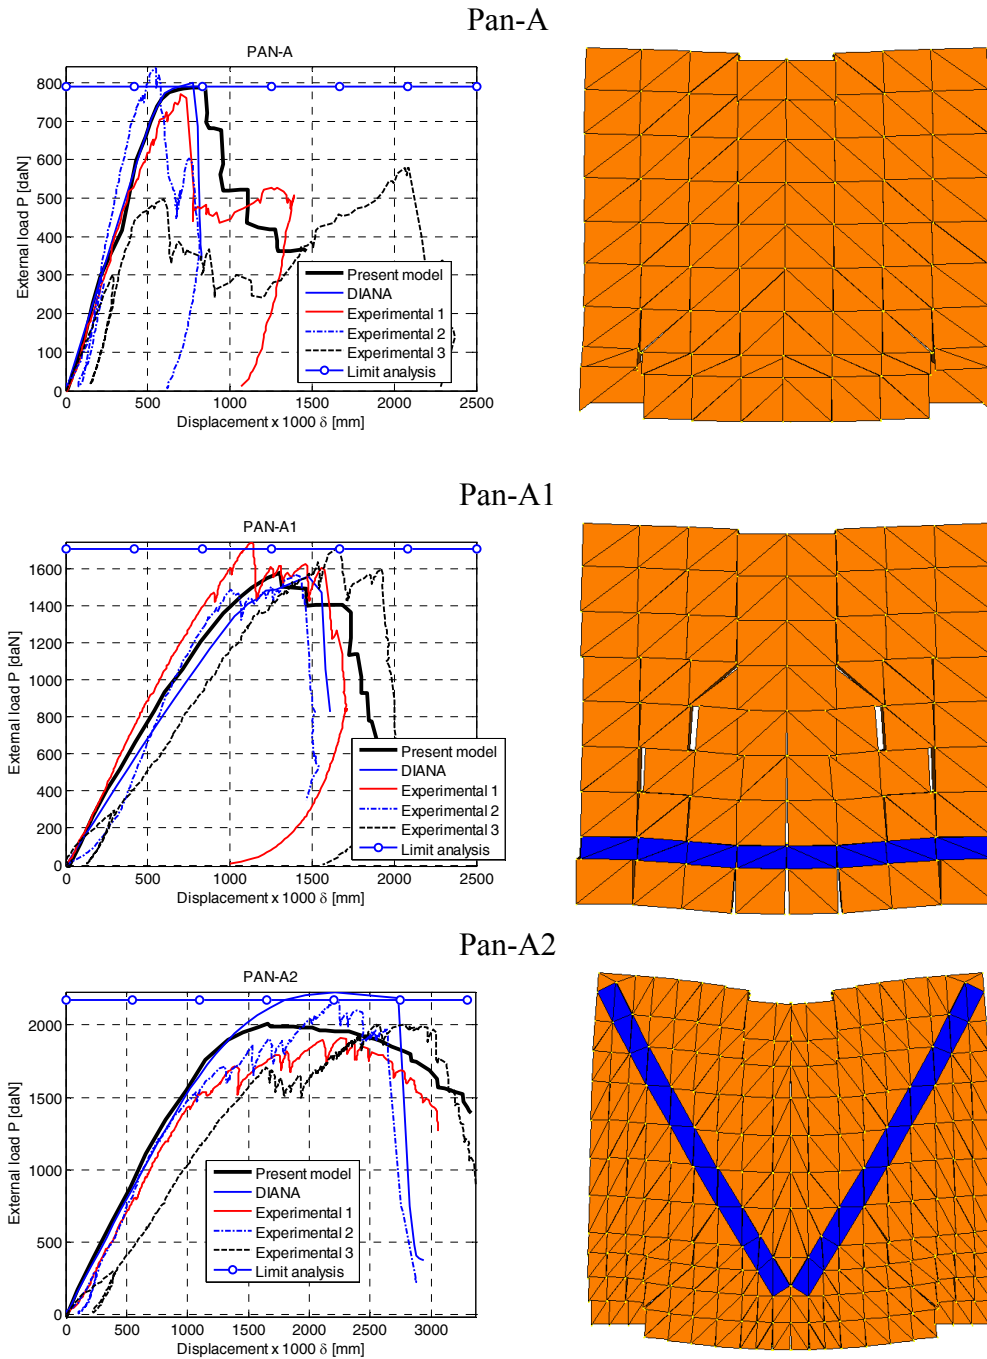 Pan-A
PAN-A
External load P [daN]
800
700
600
500
400
300
200
100
0
Present model
DIANA
Experimental 1
Experimental 2
Experimental 3
Limit analysis
0 500 1000 1500 2000 2500
Displacement x 1000 δ [mm]
Pan-A1
PAN-A1
External load P [daN]
1600
1400
1200
1000
800
600
400
200
0
Present model
DIANA
Experimental 1
Experimental 2
Experimental 3
Limit analysis
0 500 1000 1500 2000 2500
Displacement x 1000 δ [mm]
Pan-A2
PAN-A2
External load P [daN]
2000
1500
1000
500
0
Present model
DIANA
Experimental 1
Experimental 2
Experimental 3
Limit analysis
0 500 1000 1500 2000 2500 3000
Displacement x 1000 δ [mm]